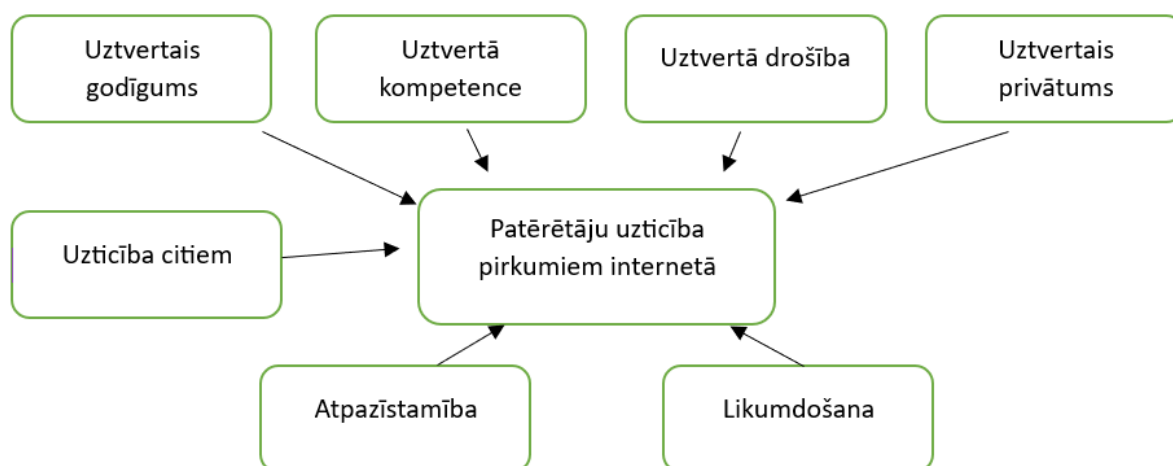 Uztvertais
godīgums
Uztvertā
kompetence
Uztvertā drošība
Uztvertais
privātums
Uzticība citiem
Patērētāju uzticība
pirkumiem internetā
Atpazīstamība
Likumdošana